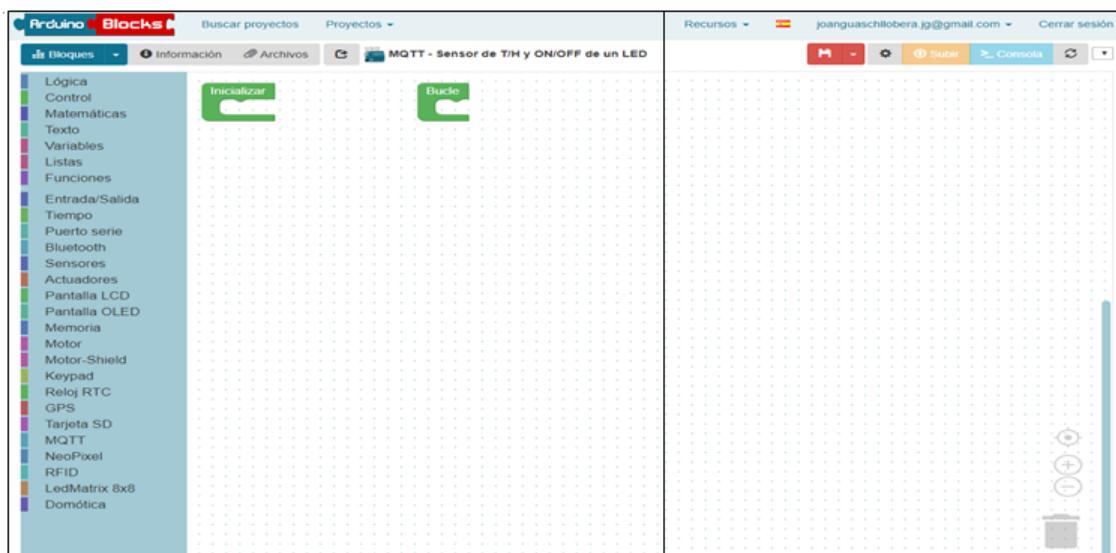 Arduino Blocks Buscar proyectos Proyectos Recursos joanguaschllobera.jg@gmail.com Cerrar sesión
Bloques Información Archivos MQTT - Sensor de T/H y ON/OFF de un LED Subir >_ Consola
Lógica
Control
Matemáticas
Texto
Variables
Listas
Funciones
Entrada/Salida
Tiempo
Puerto serie
Bluetooth
Sensores
Actuadores
Pantalla LCD
Pantalla OLED
Memoria
Motor
Motor-Shield
Keypad
Reloj RTC
GPS
Tarjeta SD
MQTT
NeoPixel
RFID
LedMatrix 8x8
Domótica
Inicializar
Bucle